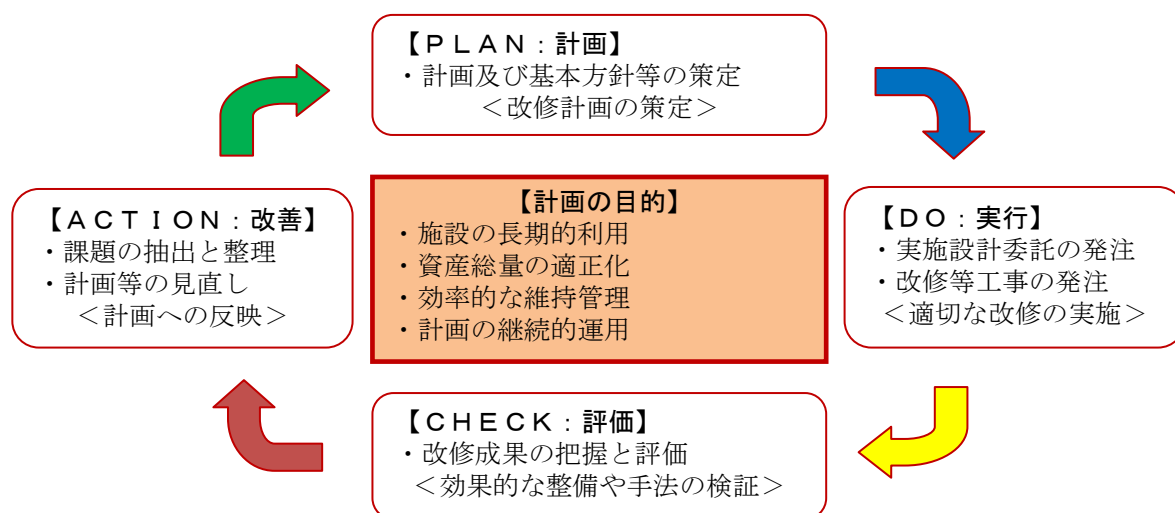 【ＰＬＡＮ：計画】
・計画及び基本方針等の策定
＜改修計画の策定＞
【ＡＣＴＩＯＮ：改善】
・課題の抽出と整理
・計画等の見直し
＜計画への反映＞
【計画の目的】
・施設の長期的利用
・資産総量の適正化
・効率的な維持管理
・計画の継続的運用
【ＤＯ：実行】
・実施設計委託の発注
・改修等工事の発注
＜適切な改修の実施＞
【ＣＨＥＣＫ：評価】
・改修成果の把握と評価
＜効果的な整備や手法の検証＞